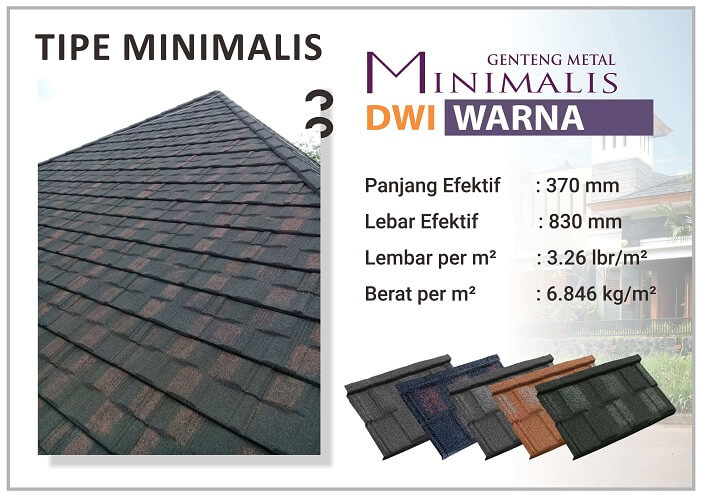 TIPE MINIMALIS
GENTENG METAL
MINIMALIS
DWI WARNA
Panjang Efektif : 370 mm
Lebar Efektif : 830 mm
Lembar per m² : 3.26 lbr/m²
Berat per m² : 6.846 kg/m²